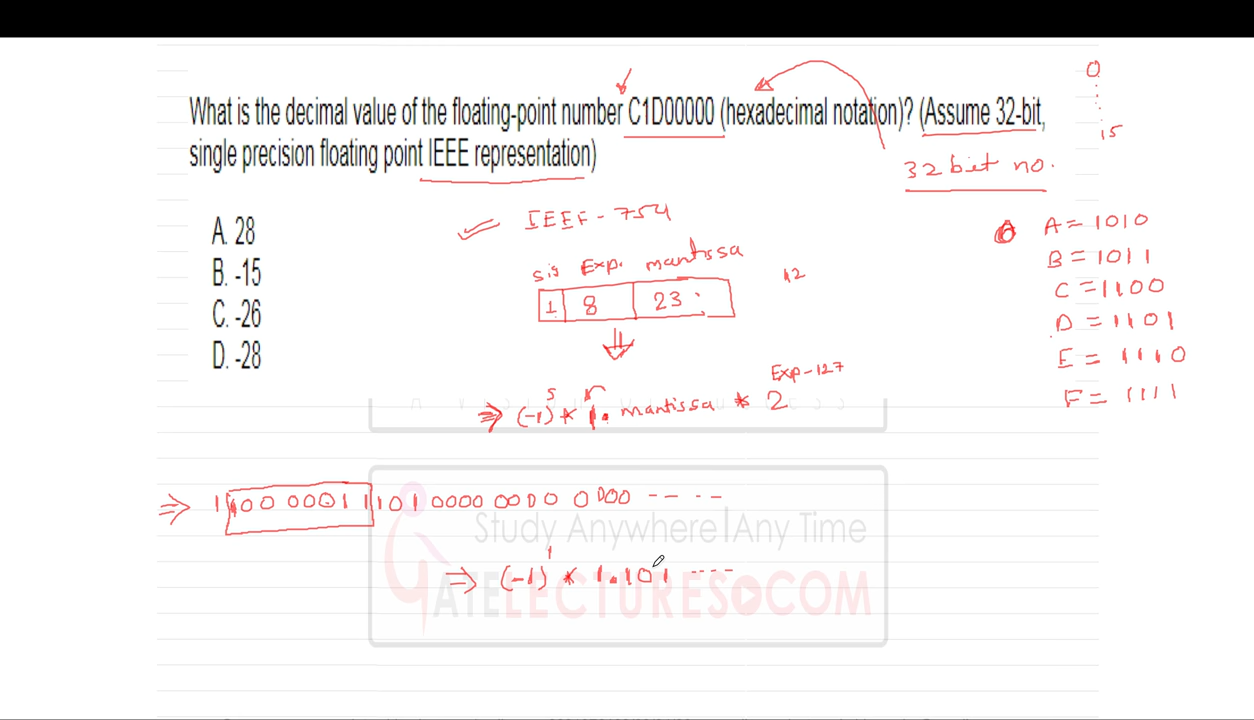 What is the decimal value of the floating-point number C1D00000 (hexadecimal notation)? (Assume 32-bit,
single precision floating point IEEE representation)
0
15
32 bit no.
A. 28
B. -15
C. -26
D. -28
IEEE-754
sig Exp. mantissa
1 8 23
12
A = 1010
B = 1011
C = 1100
D = 1101
E = 1110
F = 1111
Exp-127
⇒ (-1)^s * 1. mantissa * 2
⇒ 1 100 0001 1 101 0000 0000 0000 ----
Study Anywhere|Any Time
⇒ (-1)^1 * 1.101 ----
ATELECTURES COM